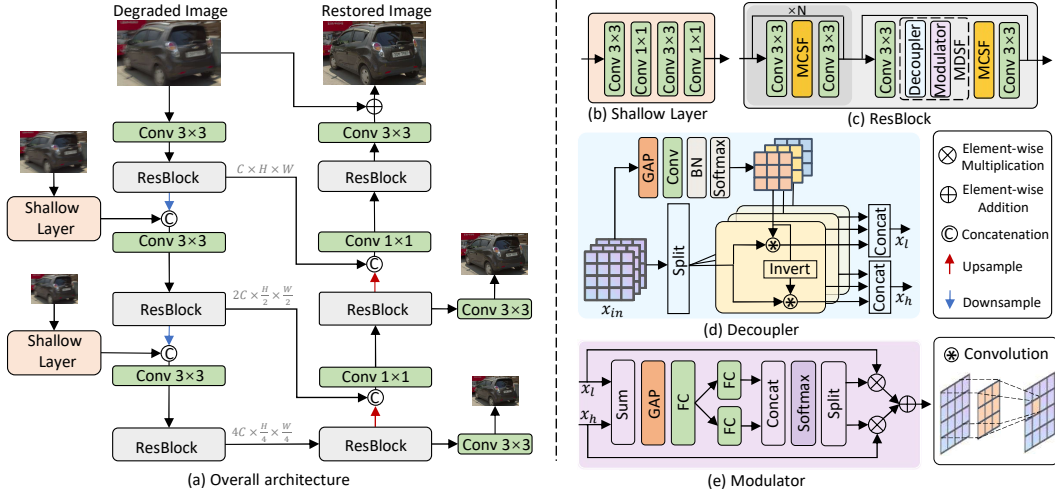 Degraded Image
Restored Image
Conv 3×3
ResBlock
C × H × W
Shallow
Layer
C
Conv 3×3
ResBlock
2C × H/2 × W/2
Shallow
Layer
C
Conv 3×3
ResBlock
4C × H/4 × W/4
Conv 3×3
ResBlock
Conv 1×1
C
ResBlock
Conv 3×3
Conv 1×1
C
ResBlock
Conv 3×3
(a) Overall architecture
Conv 3×3
Conv 1×1
Conv 3×3
Conv 1×1
(b) Shallow Layer
×N
Conv 3×3
MCSF
Conv 3×3
Conv 3×3
Decoupler
Modulator
MDSF
MCSF
Conv 3×3
(c) ResBlock
GAP
Conv
BN
Softmax
Split
Invert
Concat
x_l
Concat
x_h
x_in
(d) Decoupler
Element-wise
Multiplication
Element-wise
Addition
C Concatenation
Upsample
Downsample
x_l
x_h
Sum
GAP
FC
FC
FC
Concat
Softmax
Split
(e) Modulator
Convolution